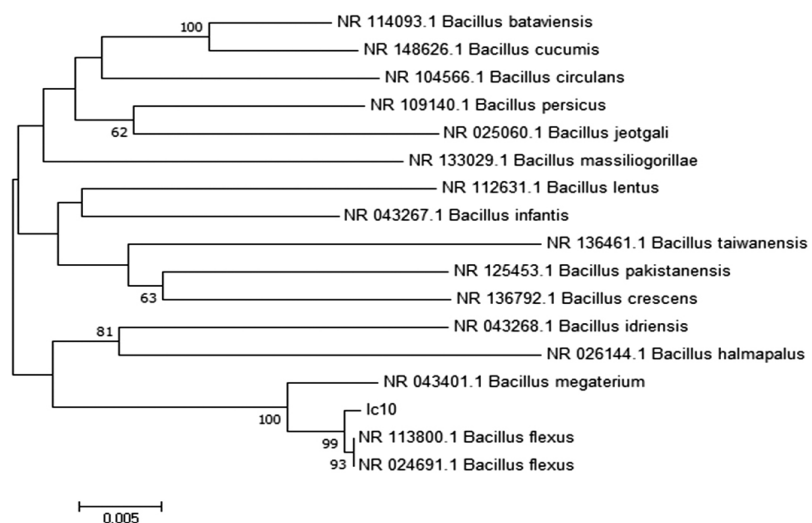 NR 114093.1 Bacillus bataviensis
100
NR 148626.1 Bacillus cucumis
NR 104566.1 Bacillus circulans
NR 109140.1 Bacillus persicus
62
NR 025060.1 Bacillus jeotgali
NR 133029.1 Bacillus massiliogorillae
NR 112631.1 Bacillus lentus
NR 043267.1 Bacillus infantis
NR 136461.1 Bacillus taiwanensis
NR 125453.1 Bacillus pakistanensis
63
NR 136792.1 Bacillus crescens
NR 043268.1 Bacillus idriensis
81
NR 026144.1 Bacillus halmapalus
NR 043401.1 Bacillus megaterium
100
Ic10
99
NR 113800.1 Bacillus flexus
93
NR 024691.1 Bacillus flexus
0.005